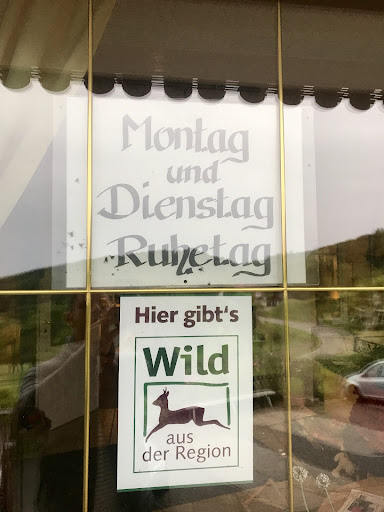 Montag
und
Dienstag
Ruhetag
Hier gibt's
Wild
aus
der Region